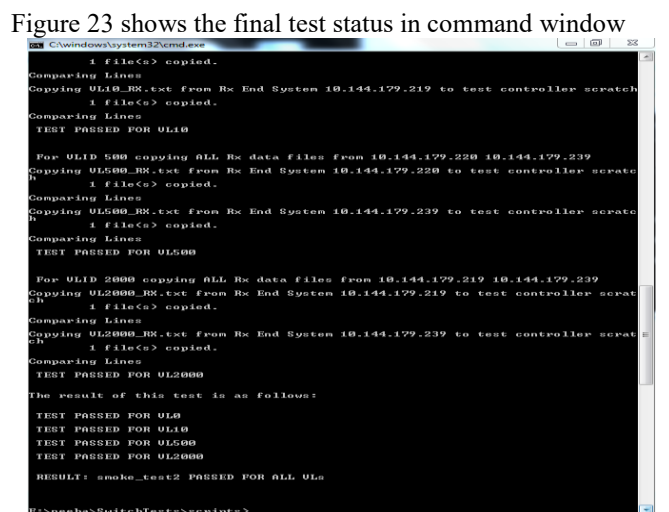 Figure 23 shows the final test status in command window
C:\windows\system32\cmd.exe
1 file(s) copied.
Comparing Lines
Copying VL10_RX.txt from Rx End System 10.144.179.219 to test controller scratch
1 file(s) copied.
Comparing Lines
TEST PASSED FOR VL10
For VLID 500 copying ALL Rx data files from 10.144.179.220 10.144.179.239
Copying VL500_RX.txt from Rx End System 10.144.179.220 to test controller scratc
h
1 file(s) copied.
Comparing Lines
Copying VL500_RX.txt from Rx End System 10.144.179.239 to test controller scratc
h
1 file(s) copied.
Comparing Lines
TEST PASSED FOR VL500
For VLID 2000 copying ALL Rx data files from 10.144.179.219 10.144.179.239
Copying VL2000_RX.txt from Rx End System 10.144.179.219 to test controller scrat
ch
1 file(s) copied.
Comparing Lines
Copying VL2000_RX.txt from Rx End System 10.144.179.239 to test controller scrat
ch
1 file(s) copied.
Comparing Lines
TEST PASSED FOR VL2000
The result of this test is as follows:
TEST PASSED FOR VL0
TEST PASSED FOR VL10
TEST PASSED FOR VL500
TEST PASSED FOR VL2000
RESULT: smoke_test2 PASSED FOR ALL VLs